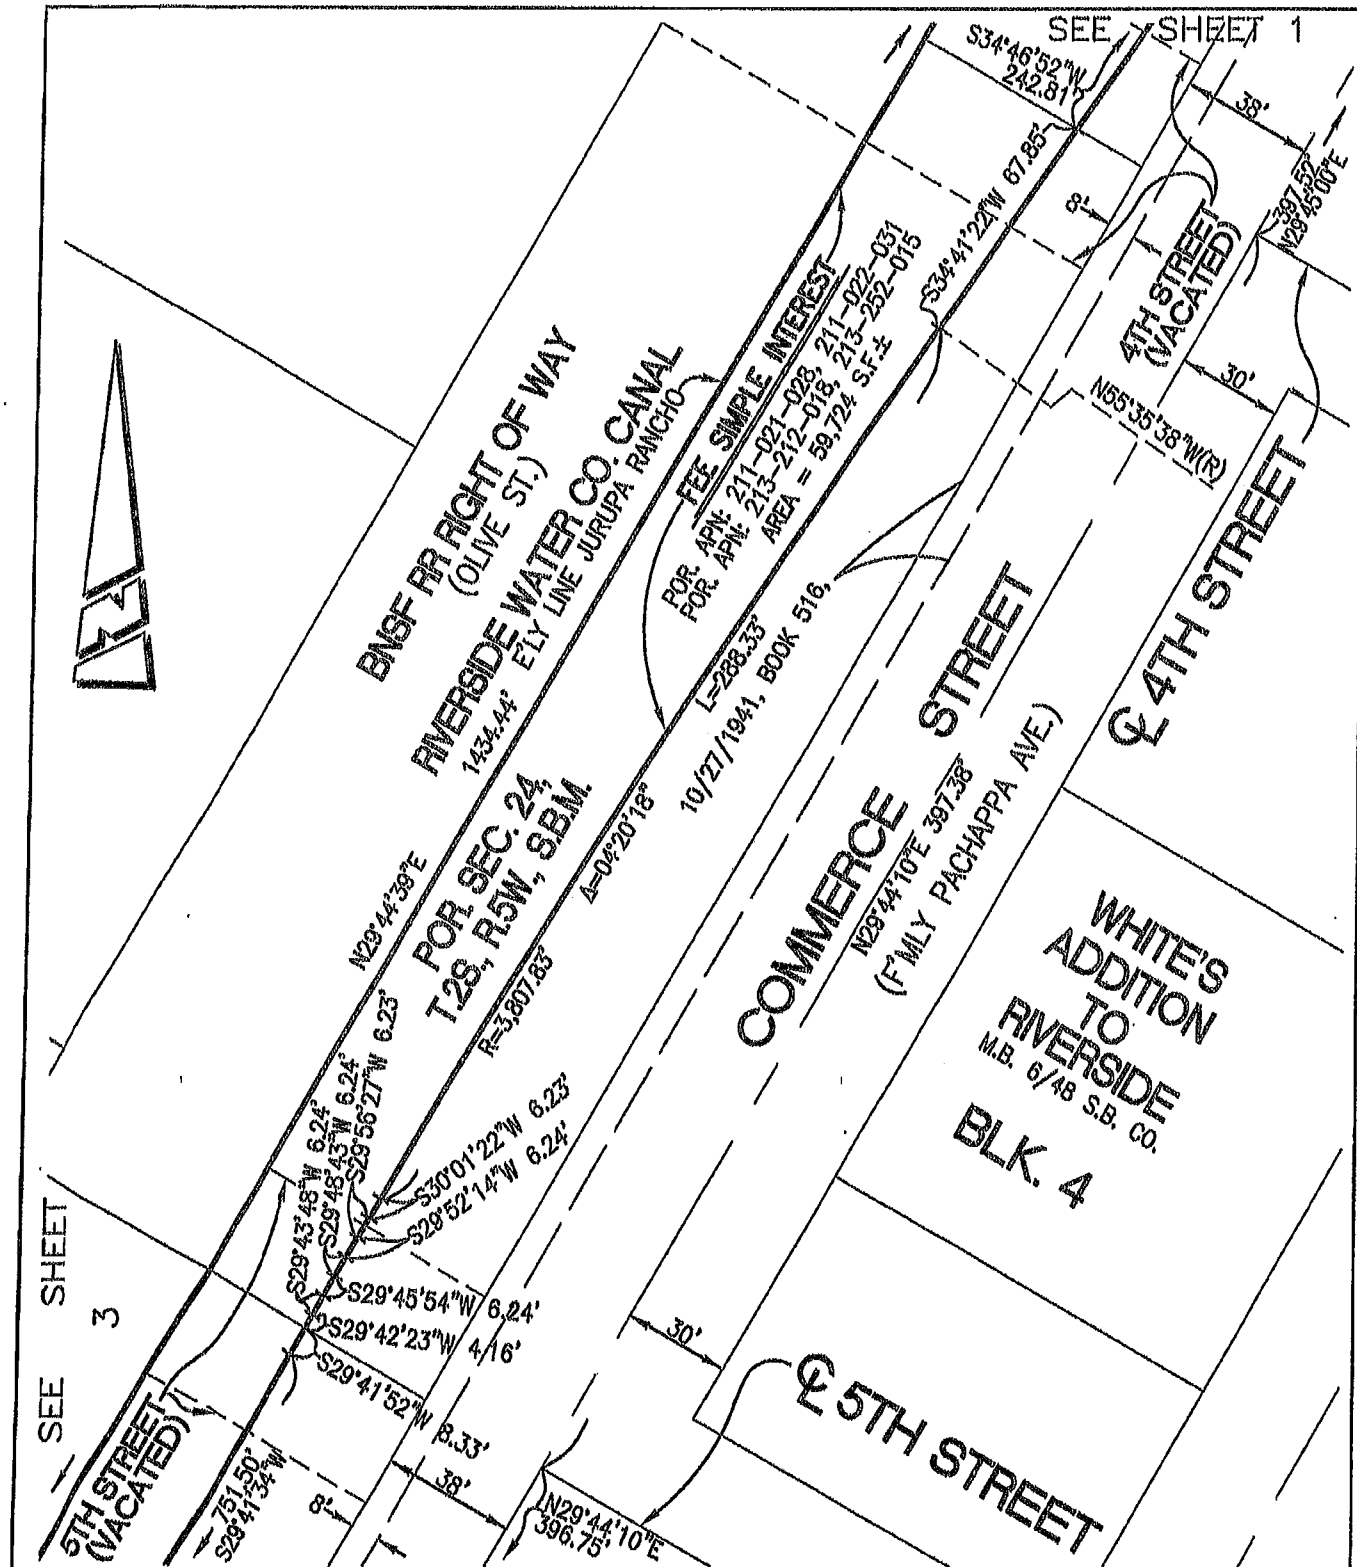 SEE SHEET 1
S34°46'52"W
242.81'
38'
397.52'
N29°45'00"E
S34°41'22"W 67.85'
8'
4TH STREET
(VACATED)
30'
N55°35'38"W(R)
BNSF RR RIGHT OF WAY
(OLIVE ST.)
RIVERSIDE WATER CO. CANAL
1434.44' E'LY LINE JURUPA RANCHO
FEE SIMPLE INTEREST
POR. APN: 211-021-028, 211-022-031
POR. APN: 213-212-018, 213-252-015
AREA = 59,724 S.F.±
L=288.33'
10/27/1941, BOOK 516,
Δ=04°20'18"
R=3,807.83'
N29°44'39"E
POR. SEC. 24,
T.2S., R.5W., S.B.M.
COMMERCE STREET
N29°44'10"E 397.38'
(F'MLY PACHAPPA AVE.)
℄ 4TH STREET
WHITE'S
ADDITION
TO
RIVERSIDE
M.B. 6/48 S.B. CO.
BLK. 4
S29°43'48"W 6.24'
S29°48'43"W 6.24'
S29°56'27"W 6.23'
S30°01'22"W 6.23'
S29°52'14"W 6.24'
S29°45'54"W 6.24'
S29°42'23"W 4.16'
S29°41'52"W 8.33'
SEE SHEET
3
5TH STREET
(VACATED)
751.50'
S29°41'34"W
8'
38'
30'
N29°44'10"E
396.75'
℄ 5TH STREET